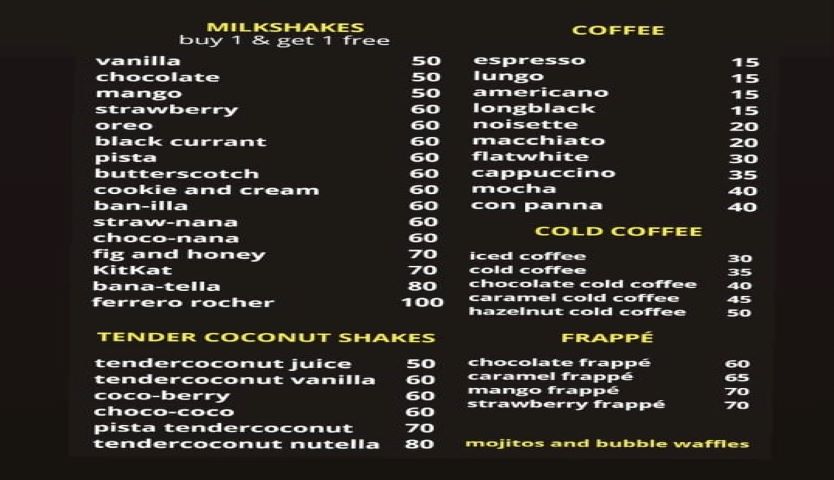 MILKSHAKES
buy 1 & get 1 free
vanilla 50
chocolate 50
mango 50
strawberry 60
oreo 60
black currant 60
pista 60
butterscotch 60
cookie and cream 60
ban-illa 60
straw-nana 60
choco-nana 60
fig and honey 70
KitKat 70
bana-tella 80
ferrero rocher 100
TENDER COCONUT SHAKES
tendercoconut juice 50
tendercoconut vanilla 60
coco-berry 60
choco-coco 60
pista tendercoconut 70
tendercoconut nutella 80
COFFEE
espresso 15
lungo 15
americano 15
longblack 15
noisette 20
macchiato 20
flatwhite 30
cappuccino 35
mocha 40
con panna 40
COLD COFFEE
iced coffee 30
cold coffee 35
chocolate cold coffee 40
caramel cold coffee 45
hazelnut cold coffee 50
FRAPPÉ
chocolate frappé 60
caramel frappé 65
mango frappé 70
strawberry frappé 70
mojitos and bubble waffles